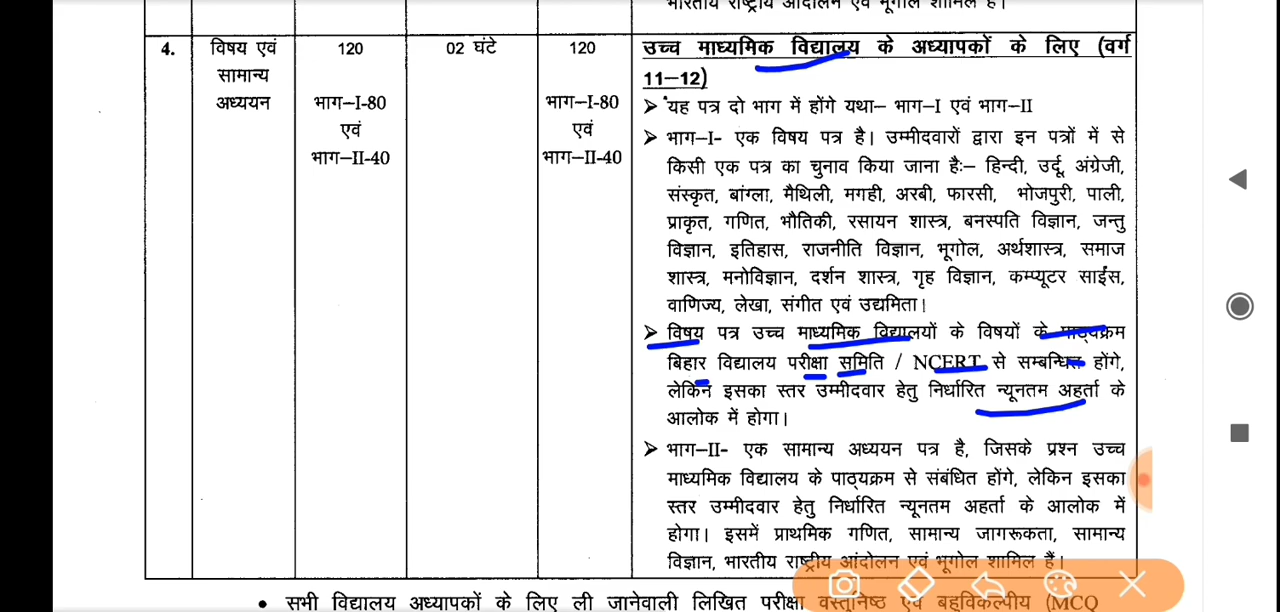 भारतीय राष्ट्रीय आंदोलन एवं भूगोल शामिल है।
4. विषय एवं सामान्य अध्ययन
120
भाग–I-80
एवं
भाग–II-40
02 घंटे
120
भाग–I-80
एवं
भाग–II-40
उच्च माध्यमिक विद्यालय के अध्यापकों के लिए (वर्ग
11–12)
➢ यह पत्र दो भाग में होंगे यथा– भाग–I एवं भाग–II
➢ भाग–I- एक विषय पत्र है। उम्मीदवारों द्वारा इन पत्रों में से
किसी एक पत्र का चुनाव किया जाना हैः– हिन्दी, उर्दू, अंग्रेजी,
संस्कृत, बांग्ला, मैथिली, मगही, अरबी, फारसी, भोजपुरी, पाली,
प्राकृत, गणित, भौतिकी, रसायन शास्त्र, बनस्पति विज्ञान, जन्तु
विज्ञान, इतिहास, राजनीति विज्ञान, भूगोल, अर्थशास्त्र, समाज
शास्त्र, मनोविज्ञान, दर्शन शास्त्र, गृह विज्ञान, कम्प्यूटर साईंस,
वाणिज्य, लेखा, संगीत एवं उद्यमिता।
➢ विषय पत्र उच्च माध्यमिक विद्यालयों के विषयों के पाठ्यक्रम
बिहार विद्यालय परीक्षा समिति / NCERT से सम्बन्धित होंगे,
लेकिन इसका स्तर उम्मीदवार हेतु निर्धारित न्यूनतम अहर्ता के
आलोक में होगा।
➢ भाग–II- एक सामान्य अध्ययन पत्र है, जिसके प्रश्न उच्च
माध्यमिक विद्यालय के पाठ्यक्रम से संबंधित होंगे, लेकिन इसका
स्तर उम्मीदवार हेतु निर्धारित न्यूनतम अहर्ता के आलोक में
होगा। इसमें प्राथमिक गणित, सामान्य जागरूकता, सामान्य
विज्ञान, भारतीय राष्ट्रीय आंदोलन एवं भूगोल शामिल हैं।
• सभी विद्यालय अध्यापकों के लिए ली जानेवाली लिखित परीक्षा वस्तुनिष्ठ एवं बहुविकल्पीय (MCQ